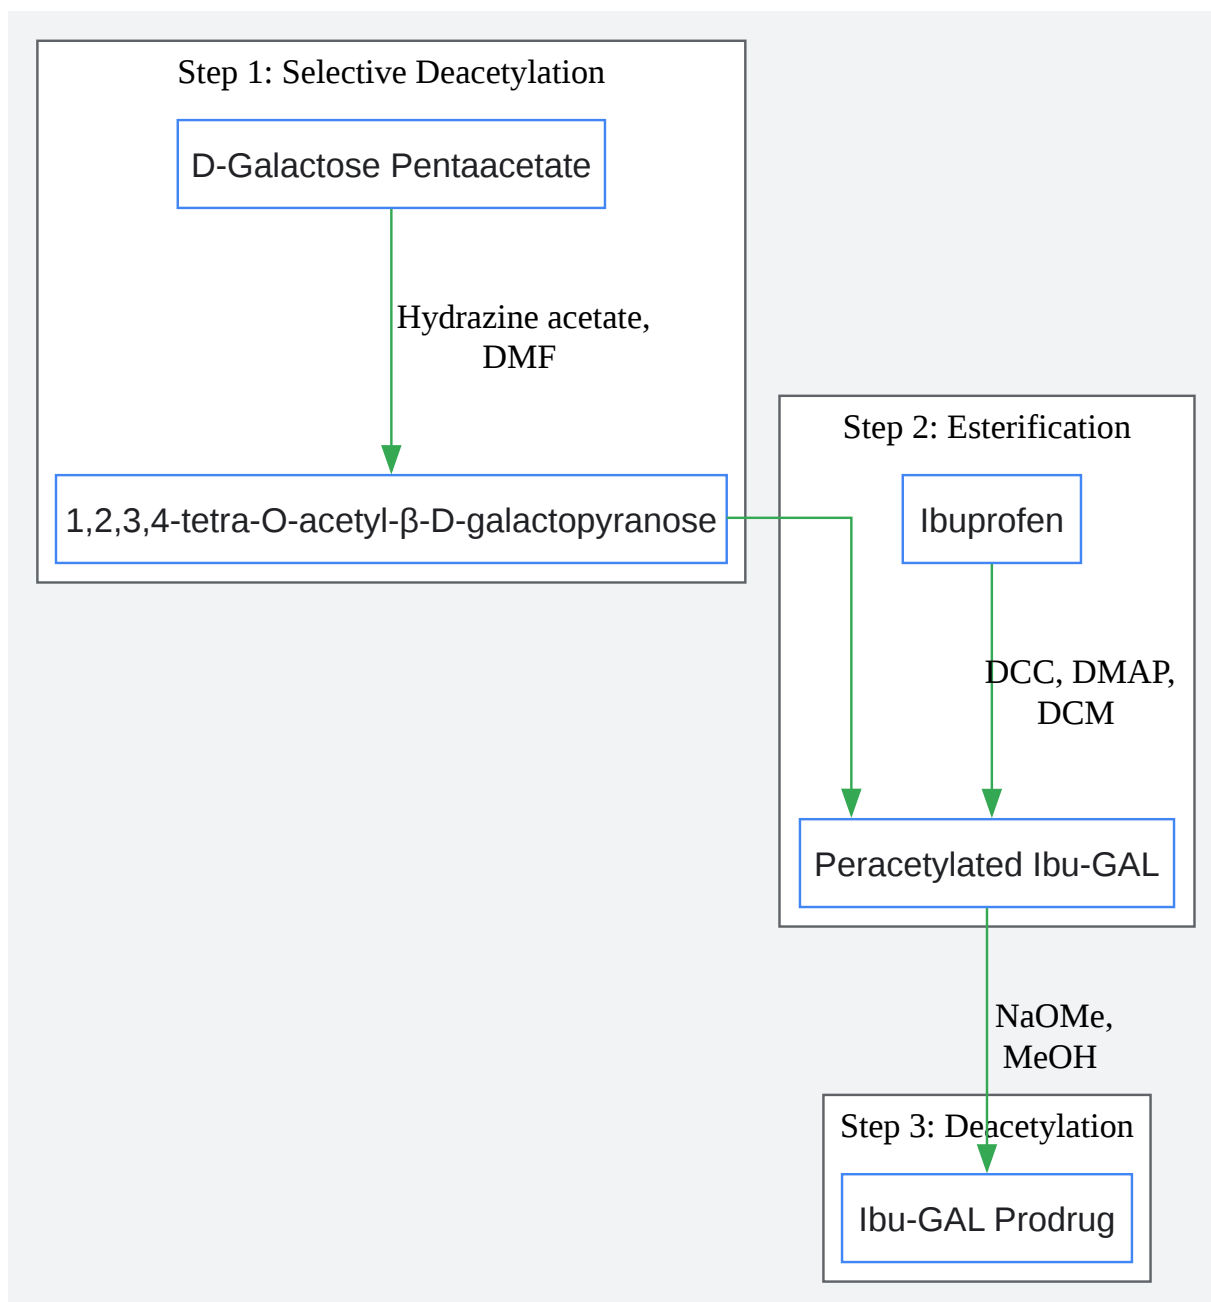 Step 1: Selective Deacetylation
D-Galactose Pentaacetate
Hydrazine acetate,
DMF
1,2,3,4-tetra-O-acetyl-β-D-galactopyranose
Step 2: Esterification
Ibuprofen
DCC, DMAP,
DCM
Peracetylated Ibu-GAL
NaOMe,
MeOH
Step 3: Deacetylation
Ibu-GAL Prodrug